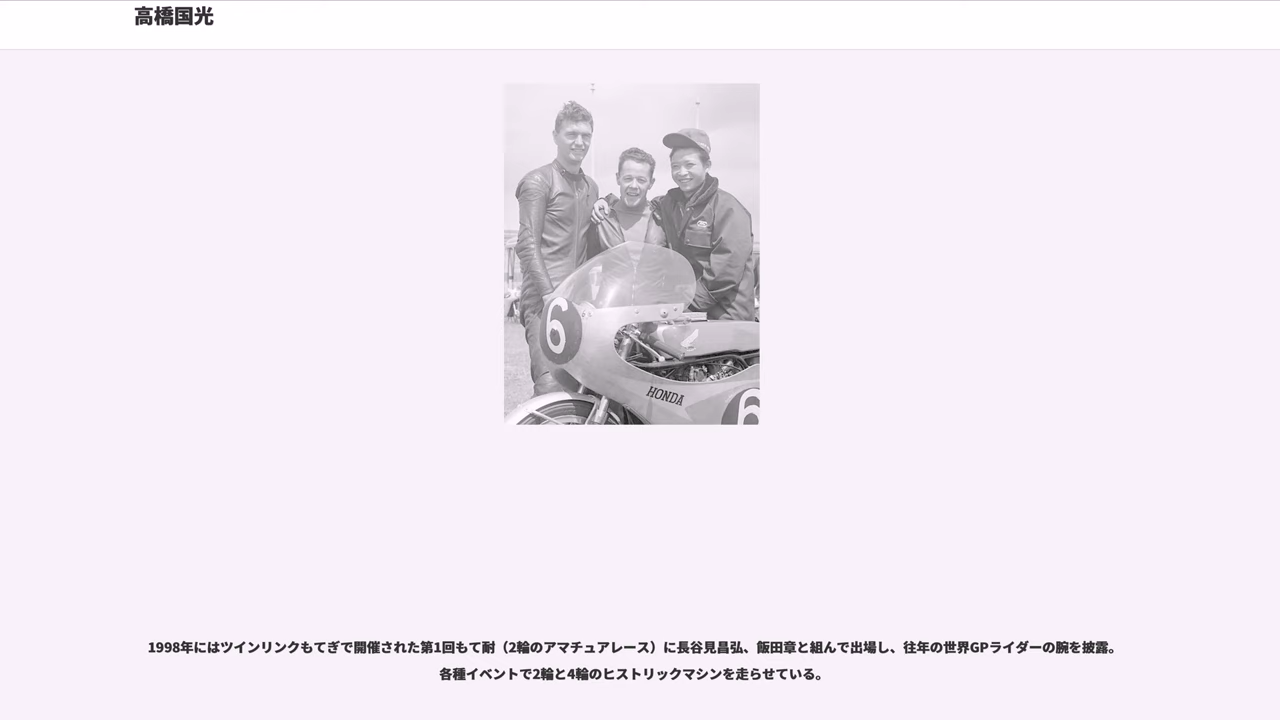 高橋国光
6
HONDA
6
1998年にはツインリンクもてぎで開催された第1回もて耐（2輪のアマチュアレース）に長谷見昌弘、飯田章と組んで出場し、往年の世界GPライダーの腕を披露。
各種イベントで2輪と4輪のヒストリックマシンを走らせている。